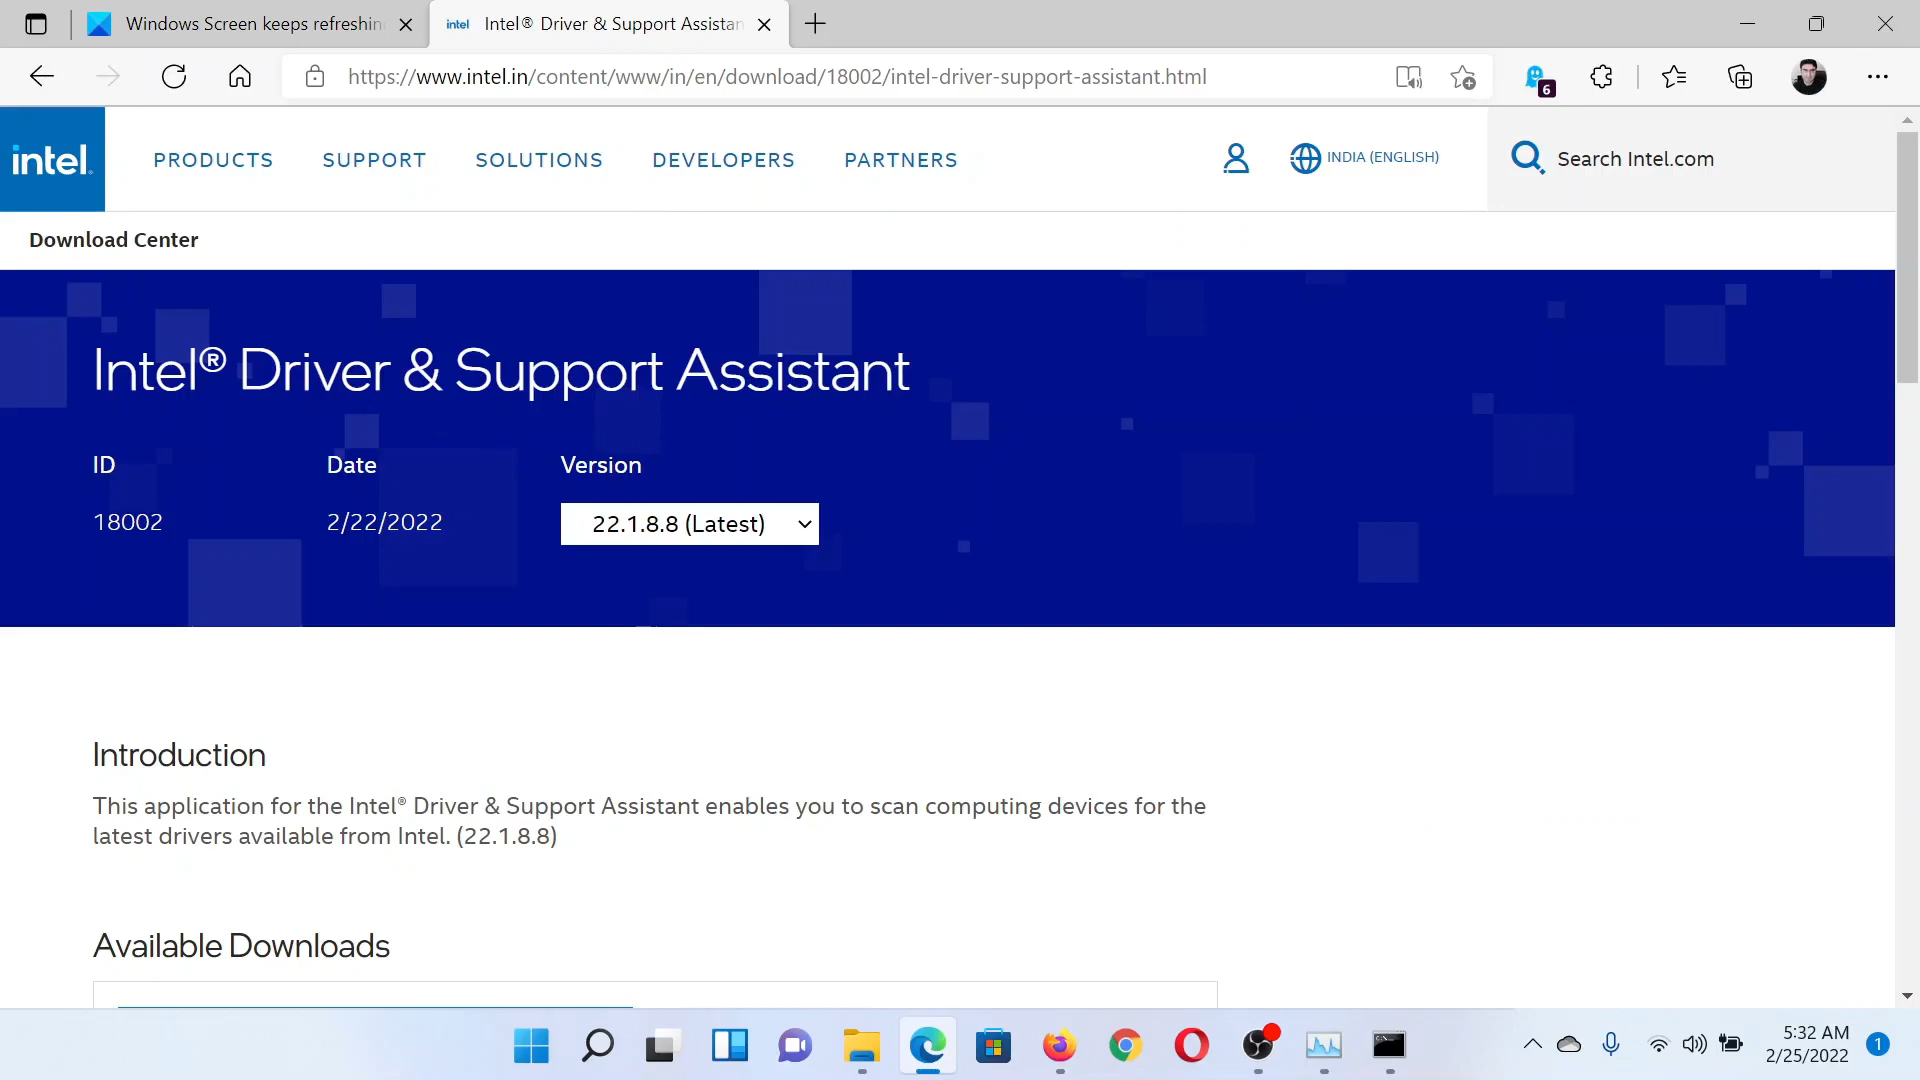 Windows Screen keeps refreshin
intel Intel® Driver & Support Assistan
https://www.intel.in/content/www/in/en/download/18002/intel-driver-support-assistant.html
6
intel.
PRODUCTS
SUPPORT
SOLUTIONS
DEVELOPERS
PARTNERS
INDIA (ENGLISH)
Search Intel.com
Download Center
Intel® Driver & Support Assistant
ID
Date
Version
18002
2/22/2022
22.1.8.8 (Latest)
Introduction
This application for the Intel® Driver & Support Assistant enables you to scan computing devices for the
latest drivers available from Intel. (22.1.8.8)
Available Downloads
5:32 AM
2/25/2022
1